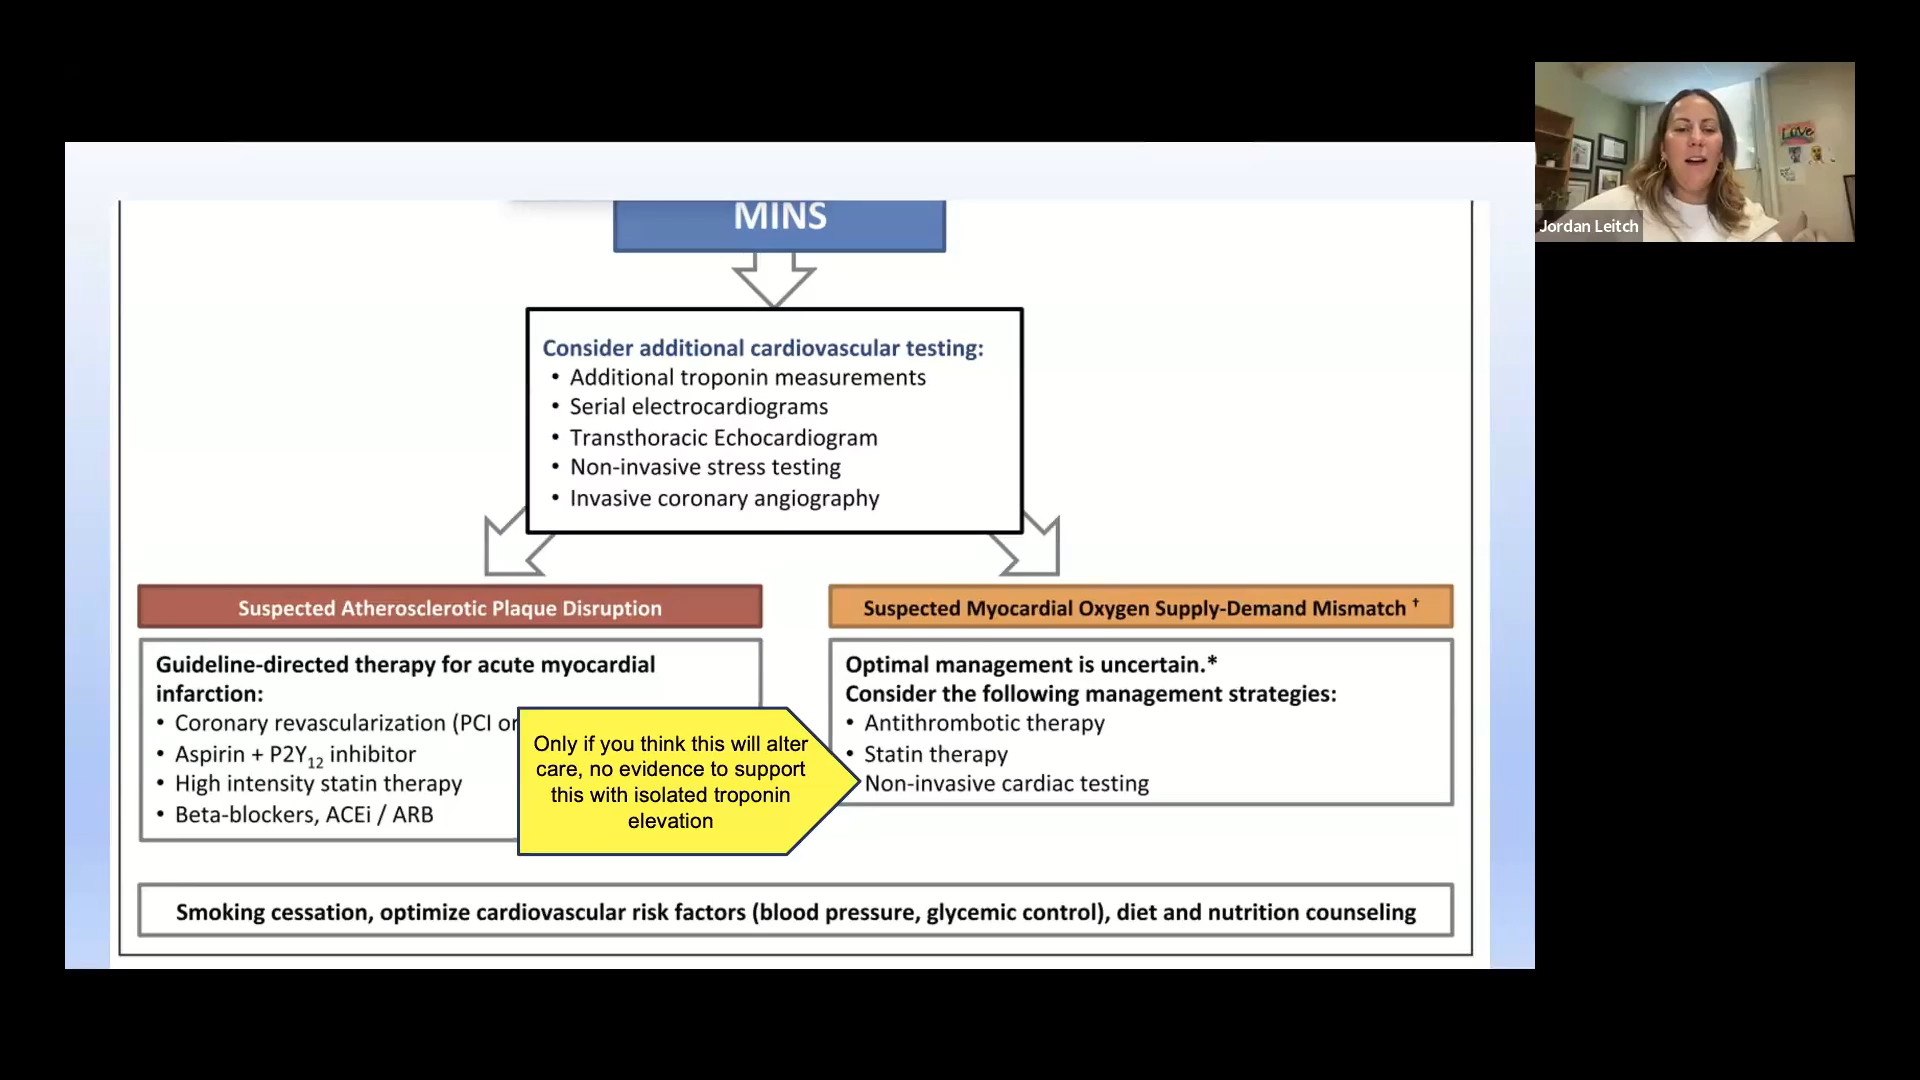 MINS
Consider additional cardiovascular testing:
• Additional troponin measurements
• Serial electrocardiograms
• Transthoracic Echocardiogram
• Non-invasive stress testing
• Invasive coronary angiography
Suspected Atherosclerotic Plaque Disruption
Guideline-directed therapy for acute myocardial
infarction:
• Coronary revascularization (PCI or
• Aspirin + P2Y12 inhibitor
• High intensity statin therapy
• Beta-blockers, ACEi / ARB
Only if you think this will alter
care, no evidence to support
this with isolated troponin
elevation
Suspected Myocardial Oxygen Supply-Demand Mismatch †
Optimal management is uncertain.*
Consider the following management strategies:
• Antithrombotic therapy
• Statin therapy
Non-invasive cardiac testing
Smoking cessation, optimize cardiovascular risk factors (blood pressure, glycemic control), diet and nutrition counseling
Love
Jordan Leitch